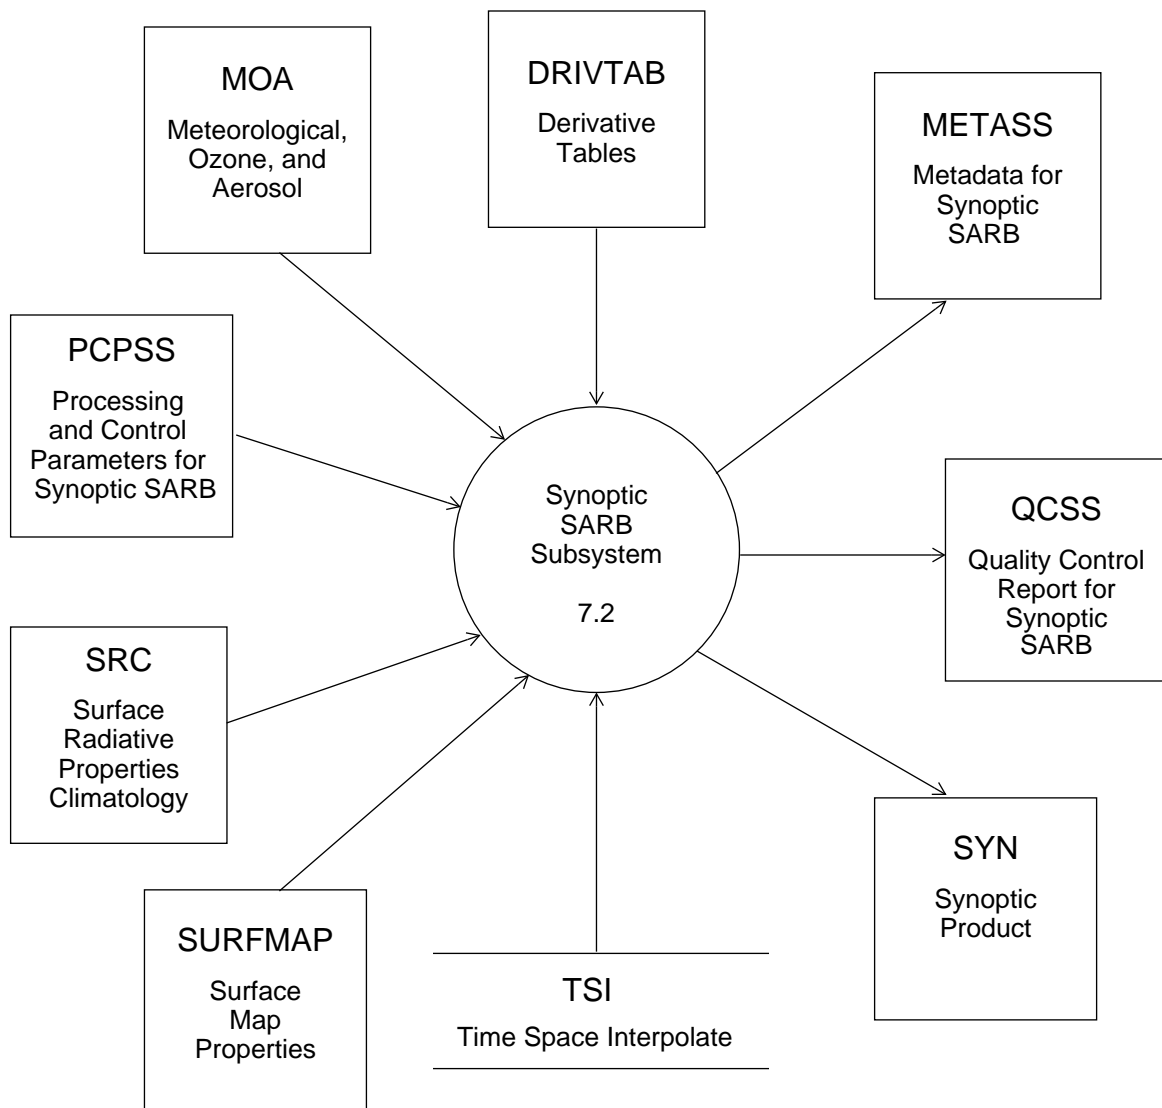 MOA
Meteorological,
Ozone, and
Aerosol
DRIVTAB
Derivative
Tables
METASS
Metadata for
Synoptic
SARB
PCPSS
Processing
and Control
Parameters for
Synoptic SARB
Synoptic
SARB
Subsystem
7.2
QCSS
Quality Control
Report for
Synoptic
SARB
SRC
Surface
Radiative
Properties
Climatology
SYN
Synoptic
Product
SURFMAP
Surface
Map
Properties
TSI
Time Space Interpolate